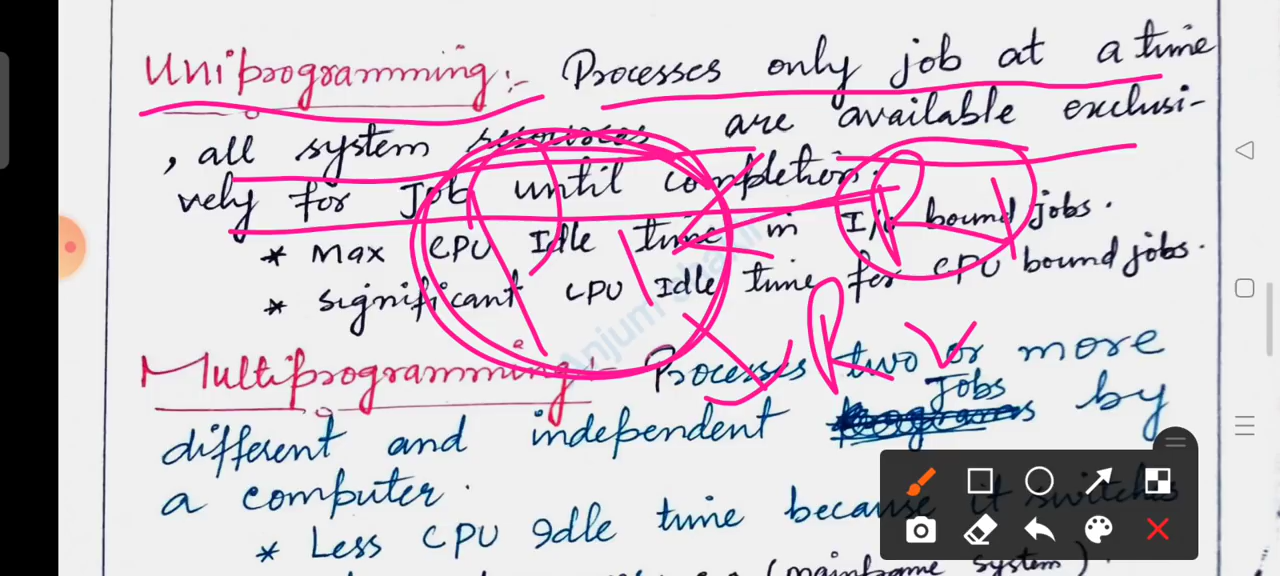 Uniprogramming :- Processes only job at a time
, all system resources are available exclusi-
vely for Job until completion.
* Max CPU Idle time in I/o bound jobs.
* significant CPU Idle time for CPU bound jobs.
Multiprogramming :- Processes two or more
different and independent Jobs by
a computer.
* Less CPU Idle time because it switches
(mainframe system).